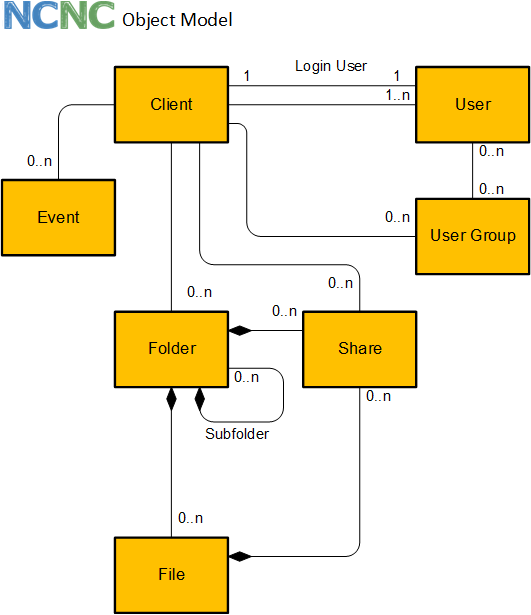 NCNC Object Model
Login User
1
1
Client
1..n
User
0..n
0..n
0..n
0..n
Event
User Group
0..n
0..n
0..n
Folder
Share
0..n
0..n
Subfolder
0..n
File